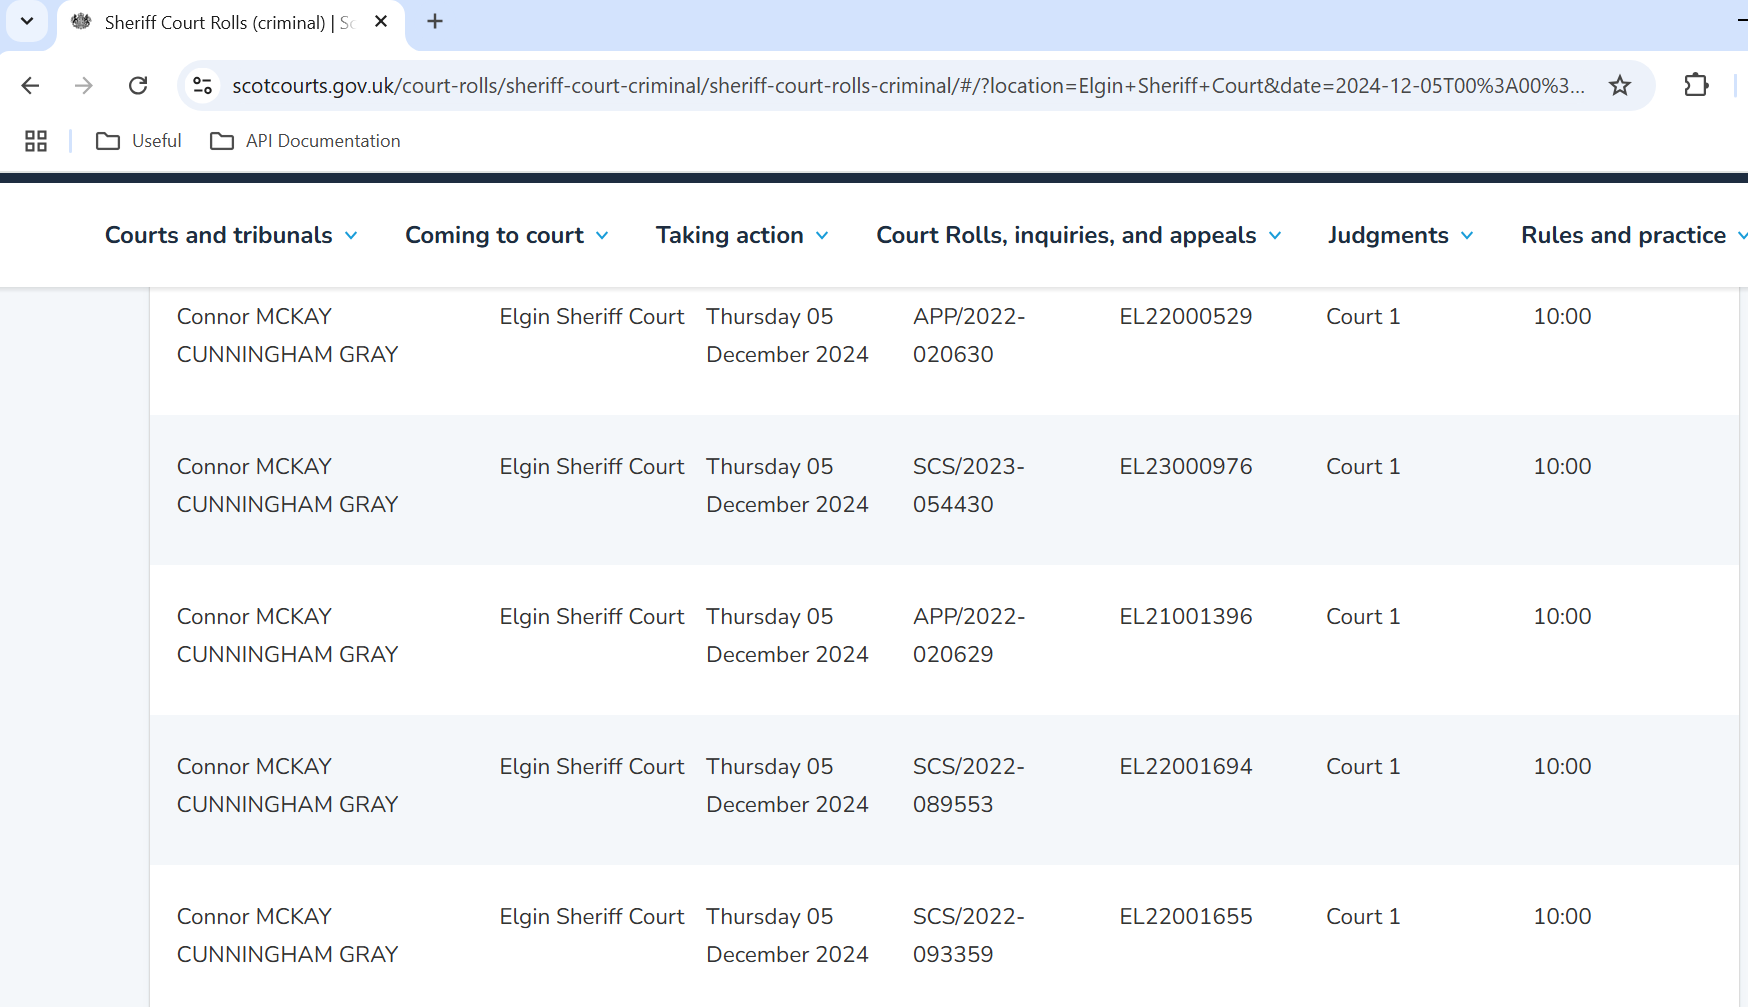 Sheriff Court Rolls (criminal) | Sc
scotcourts.gov.uk/court-rolls/sheriff-court-criminal/sheriff-court-rolls-criminal/#/?location=Elgin+Sheriff+Court&date=2024-12-05T00%3A00%3...
Useful API Documentation
Courts and tribunals Coming to court Taking action Court Rolls, inquiries, and appeals Judgments Rules and practice
Connor MCKAY Elgin Sheriff Court Thursday 05 APP/2022- EL22000529 Court 1 10:00
CUNNINGHAM GRAY December 2024 020630
Connor MCKAY Elgin Sheriff Court Thursday 05 SCS/2023- EL23000976 Court 1 10:00
CUNNINGHAM GRAY December 2024 054430
Connor MCKAY Elgin Sheriff Court Thursday 05 APP/2022- EL21001396 Court 1 10:00
CUNNINGHAM GRAY December 2024 020629
Connor MCKAY Elgin Sheriff Court Thursday 05 SCS/2022- EL22001694 Court 1 10:00
CUNNINGHAM GRAY December 2024 089553
Connor MCKAY Elgin Sheriff Court Thursday 05 SCS/2022- EL22001655 Court 1 10:00
CUNNINGHAM GRAY December 2024 093359